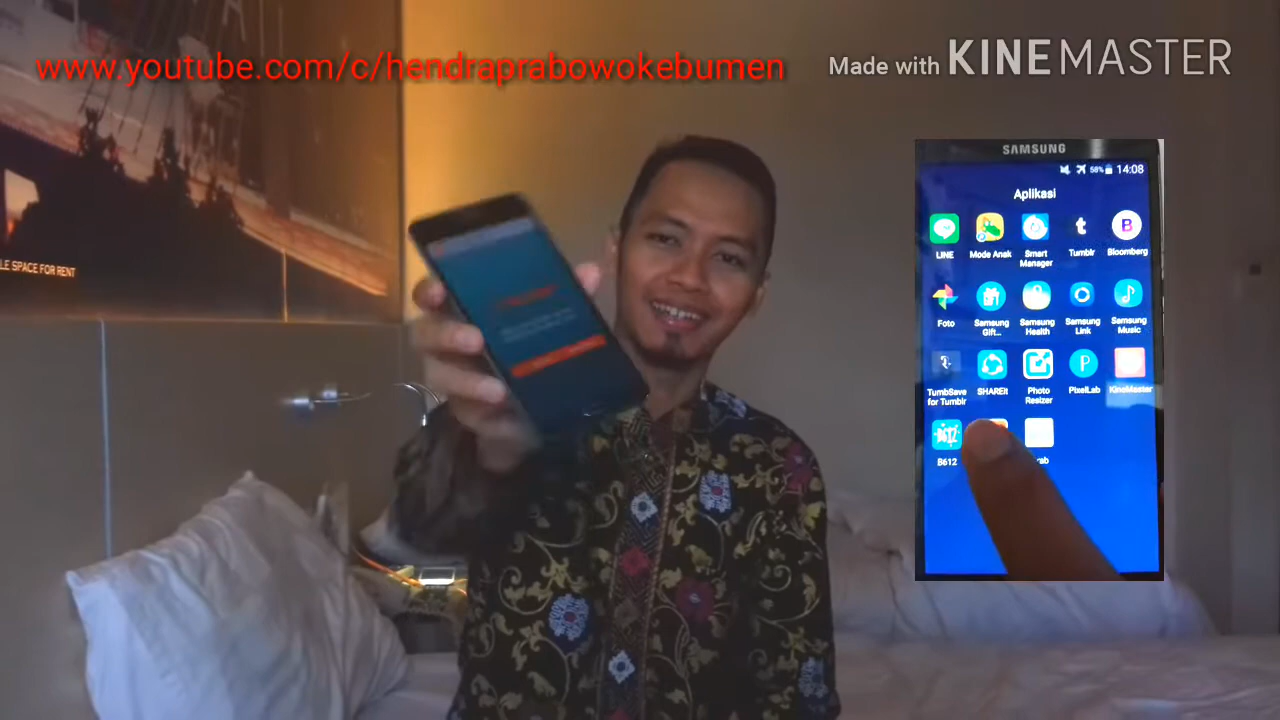 www.youtube.com/c/hendraprabowokebumen
Made with KINEMASTER
LE SPACE FOR RENT
SAMSUNG
58% 14:08
Aplikasi
LINE
Mode Anak
Smart Manager
Tumblr
Bloomberg
Foto
Samsung Gift...
Samsung Health
Samsung Link
Samsung Music
TumbSave for Tumblr
SHAREit
Photo Resizer
PixelLab
KineMaster
B612